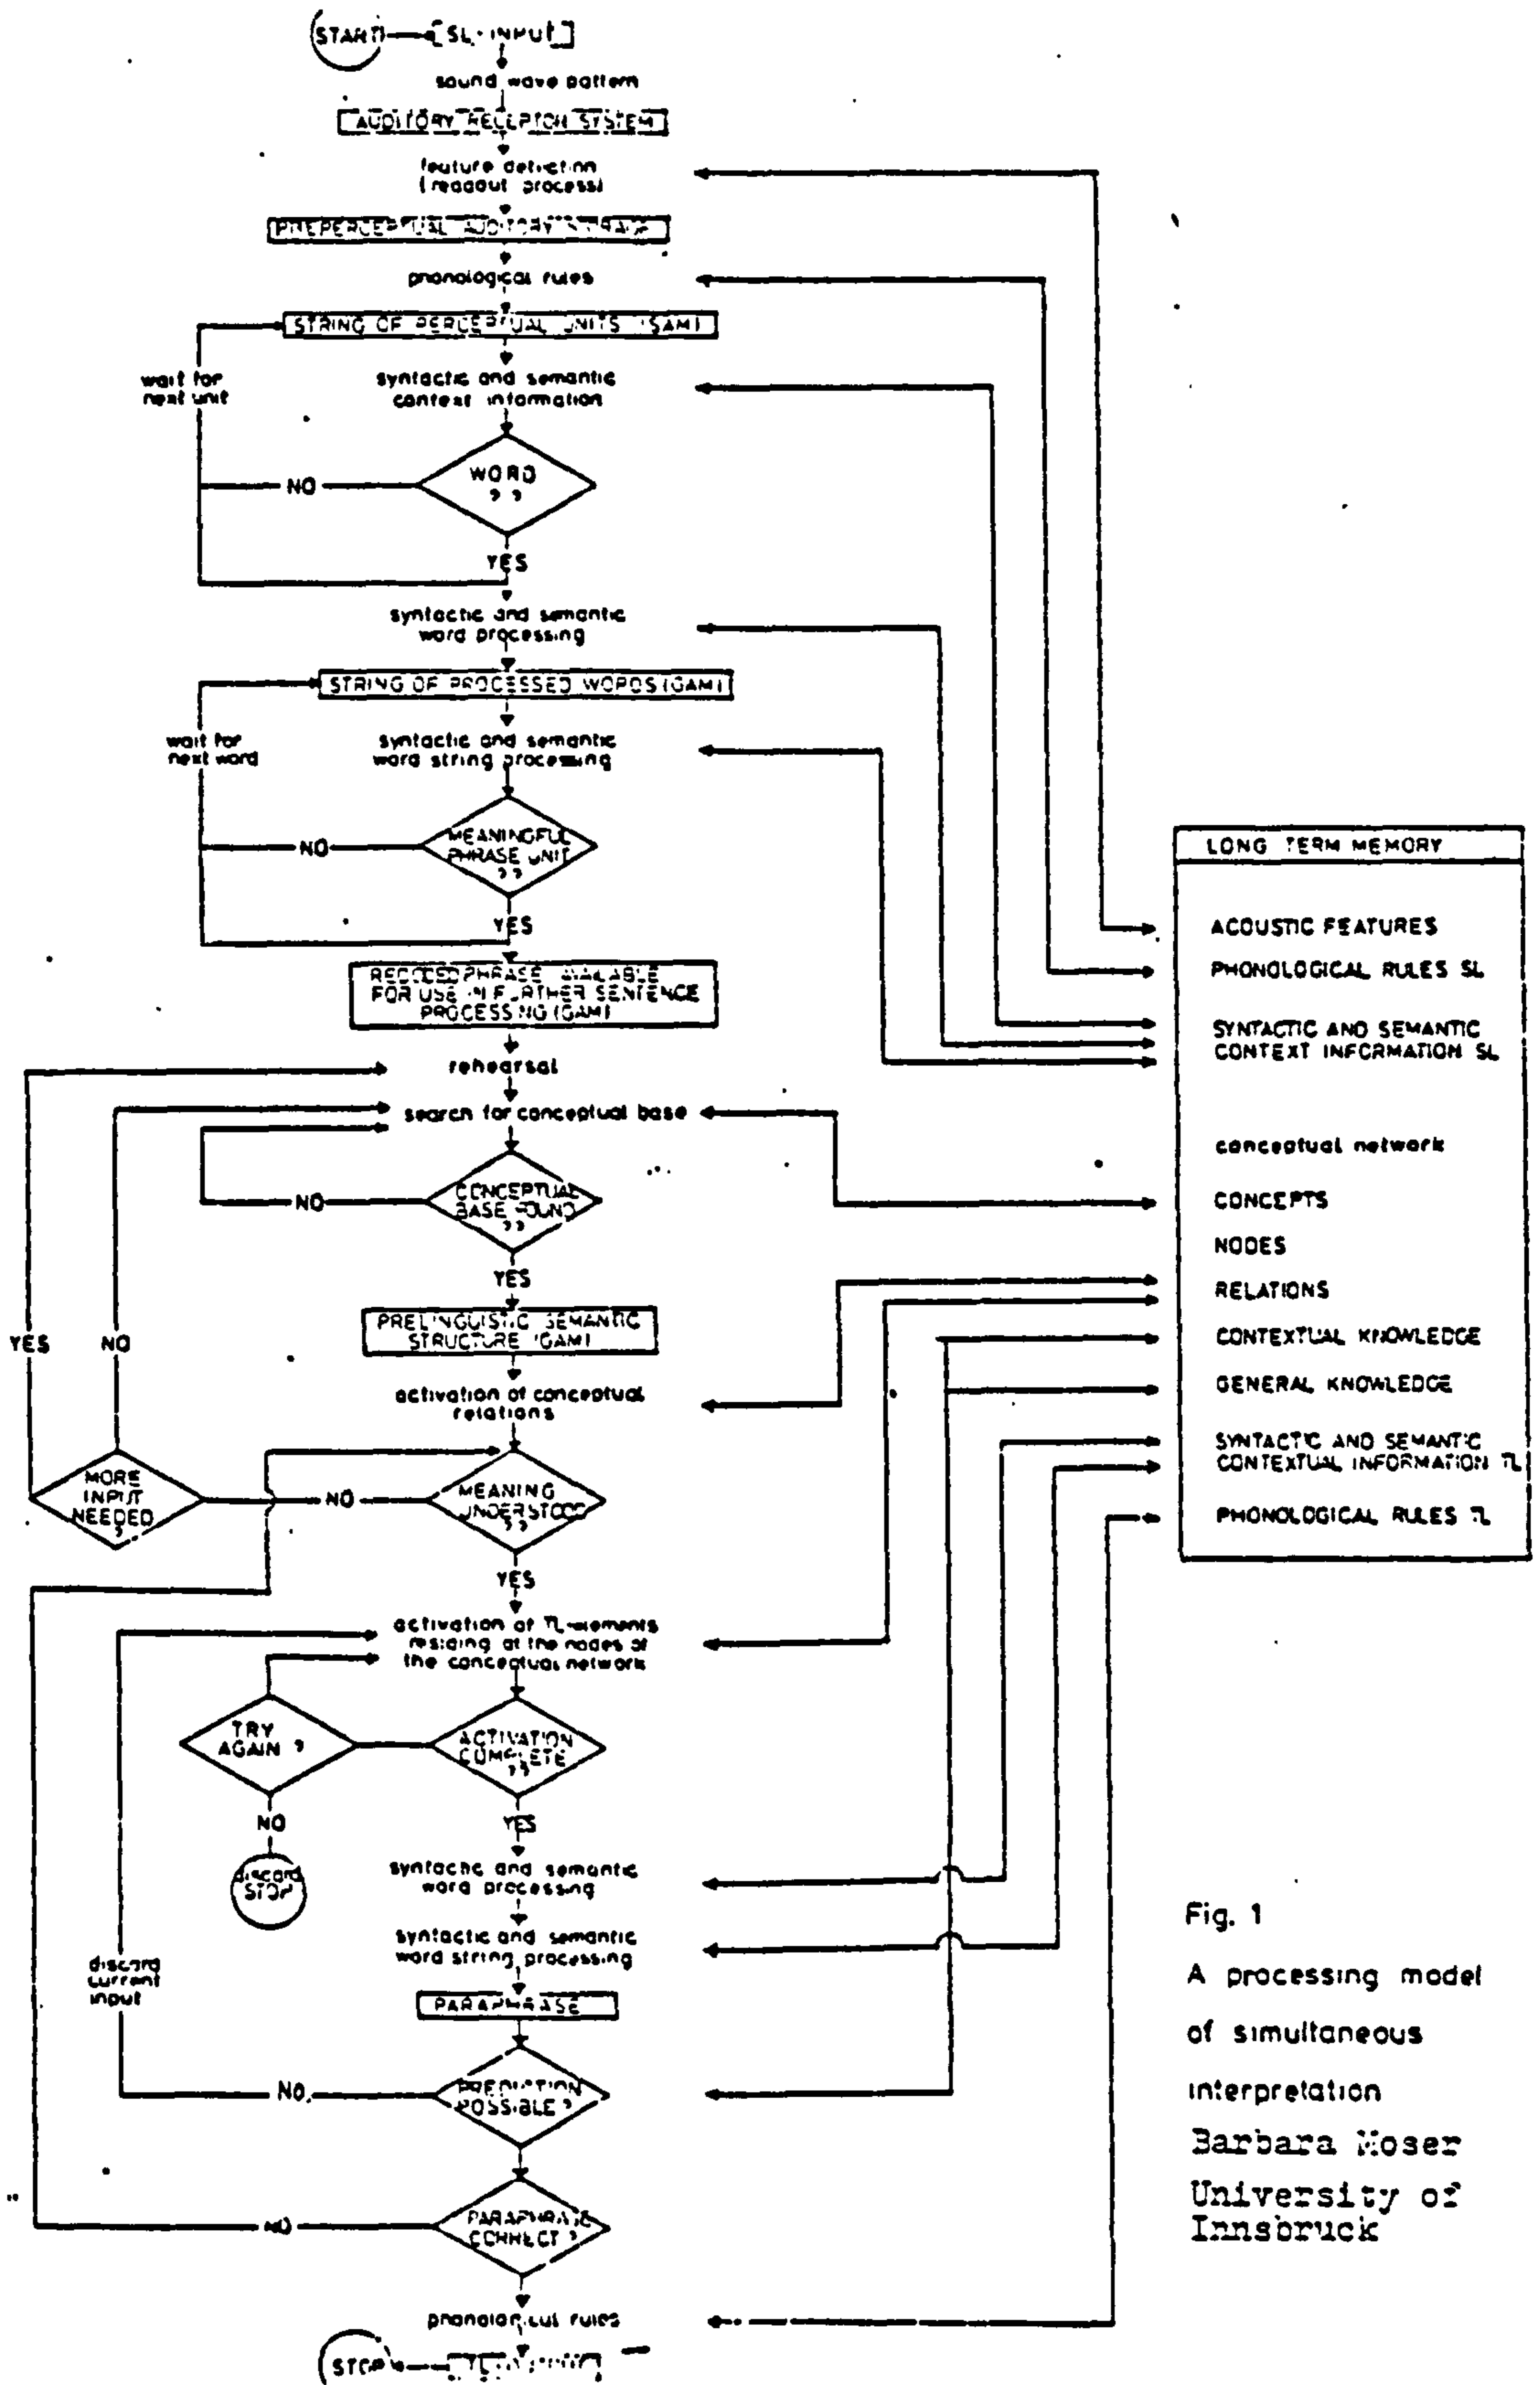 START
SL-INPUT
sound wave pattern
AUDITORY RECEPTOR SYSTEM
feature detection
(readout process)
PREPERCEPTUAL AUDITORY STORAGE
phonological rules
STRING OF PERCEPTUAL UNITS (SAM)
wait for
next unit
syntactic and semantic
context information
WORD
??
NO
YES
syntactic and semantic
word processing
STRING OF PROCESSED WORDS (GAM)
wait for
next word
syntactic and semantic
word string processing
MEANINGFUL
PHRASE UNIT
??
NO
YES
RECODED PHRASE AVAILABLE
FOR USE IN FURTHER SENTENCE
PROCESSING (GAM)
rehearsal
search for conceptual base
CONCEPTUAL
BASE FOUND
??
NO
YES
PRELINGUISTIC SEMANTIC
STRUCTURE (GAM)
YES
NO
activation of conceptual
relations
MORE
INPUT
NEEDED
?
NO
MEANING
UNDERSTOOD
??
YES
activation of TL-elements
residing at the nodes of
the conceptual network
TRY
AGAIN ?
ACTIVATION
COMPLETE
??
NO
YES
discard
STOP
syntactic and semantic
word processing
syntactic and semantic
word string processing
discard
current
input
PARAPHRASE
PREDICTION
POSSIBLE ?
NO
PARAPHRASE
CORRECT ?
NO
phonological rules
STOP
LONG TERM MEMORY
ACOUSTIC FEATURES
PHONOLOGICAL RULES SL
SYNTACTIC AND SEMANTIC
CONTEXT INFORMATION SL
conceptual network
CONCEPTS
NODES
RELATIONS
CONTEXTUAL KNOWLEDGE
GENERAL KNOWLEDGE
SYNTACTIC AND SEMANTIC
CONTEXTUAL INFORMATION TL
PHONOLOGICAL RULES TL
Fig. 1
A processing model
of simultaneous
interpretation
Barbara Moser
University of
Innsbruck